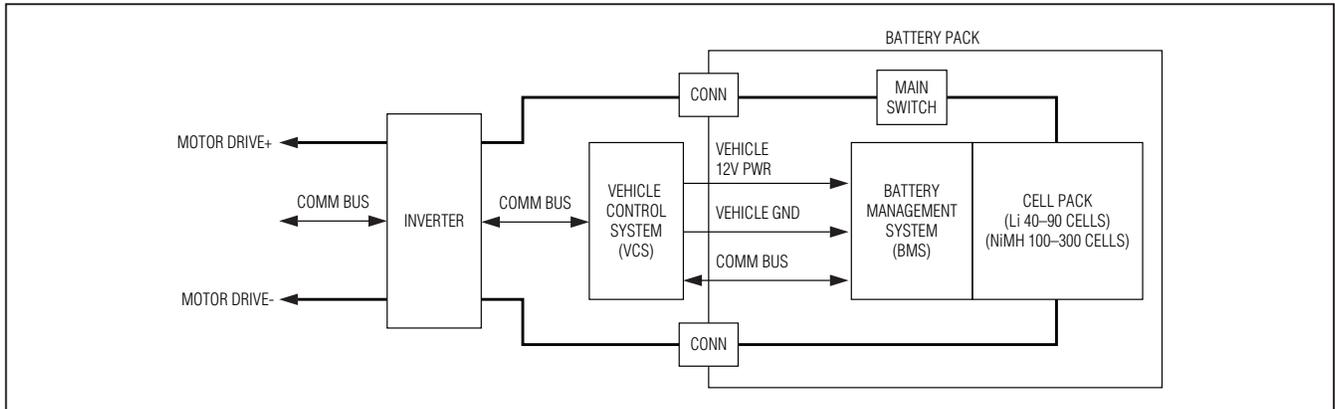 BATTERY PACK
CONN
MAIN
SWITCH
MOTOR DRIVE+
COMM BUS
INVERTER
COMM BUS
VEHICLE
CONTROL
SYSTEM
(VCS)
VEHICLE
12V PWR
VEHICLE GND
COMM BUS
BATTERY
MANAGEMENT
SYSTEM
(BMS)
CELL PACK
(Li 40–90 CELLS)
(NiMH 100–300 CELLS)
MOTOR DRIVE-
CONN